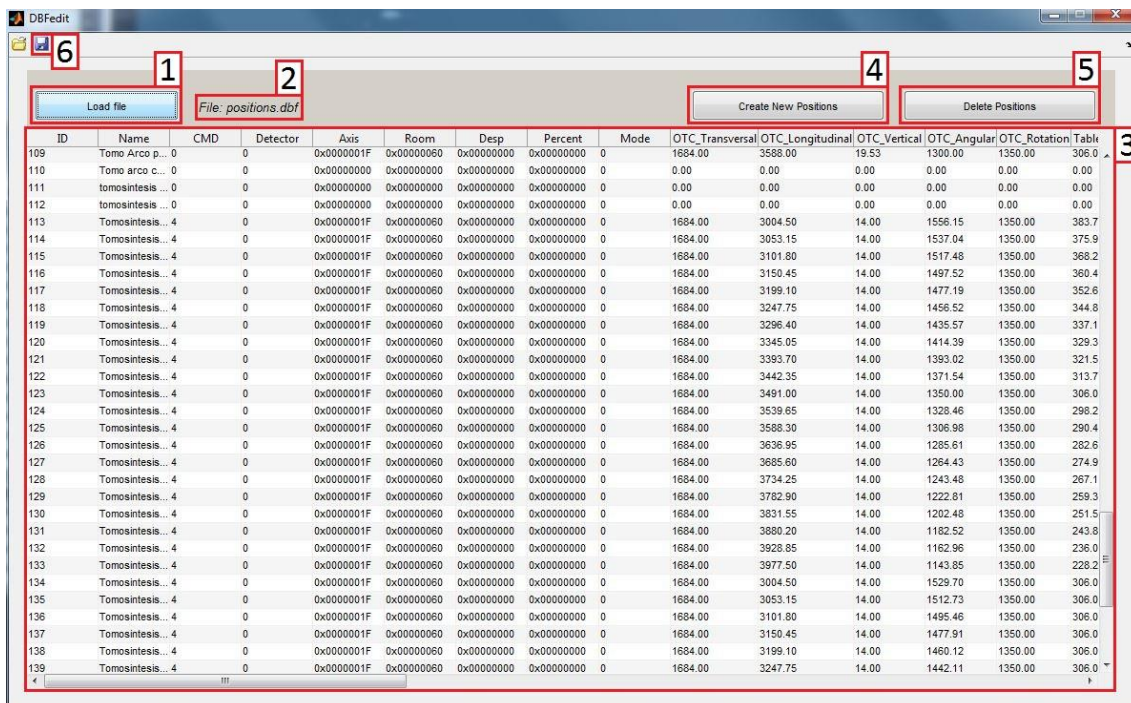 DBFedit
6
1
2
4
5
Load file
File: positions.dbf
Create New Positions
Delete Positions
3
ID Name CMD Detector Axis Room Desp Percent Mode OTC_Transversal OTC_Longitudinal OTC_Vertical OTC_Angular OTC_Rotation Table
109 Tomo Arco p... 0 0 0x0000001F 0x00000060 0x00000000 0x00000000 0 1684.00 3588.00 19.53 1300.00 1350.00 306.0
110 Tomo arco c... 0 0 0x00000000 0x00000000 0x00000000 0x00000000 0 0.00 0.00 0.00 0.00 0.00 0.00
111 tomosintesis ... 0 0 0x00000000 0x00000000 0x00000000 0x00000000 0 0.00 0.00 0.00 0.00 0.00 0.00
112 tomosintesis ... 0 0 0x00000000 0x00000000 0x00000000 0x00000000 0 0.00 0.00 0.00 0.00 0.00 0.00
113 Tomosintesis... 4 0 0x0000001F 0x00000060 0x00000000 0x00000000 0 1684.00 3004.50 14.00 1556.15 1350.00 383.7
114 Tomosintesis... 4 0 0x0000001F 0x00000060 0x00000000 0x00000000 0 1684.00 3053.15 14.00 1537.04 1350.00 375.9
115 Tomosintesis... 4 0 0x0000001F 0x00000060 0x00000000 0x00000000 0 1684.00 3101.80 14.00 1517.48 1350.00 368.2
116 Tomosintesis... 4 0 0x0000001F 0x00000060 0x00000000 0x00000000 0 1684.00 3150.45 14.00 1497.52 1350.00 360.4
117 Tomosintesis... 4 0 0x0000001F 0x00000060 0x00000000 0x00000000 0 1684.00 3199.10 14.00 1477.19 1350.00 352.6
118 Tomosintesis... 4 0 0x0000001F 0x00000060 0x00000000 0x00000000 0 1684.00 3247.75 14.00 1456.52 1350.00 344.8
119 Tomosintesis... 4 0 0x0000001F 0x00000060 0x00000000 0x00000000 0 1684.00 3296.40 14.00 1435.57 1350.00 337.1
120 Tomosintesis... 4 0 0x0000001F 0x00000060 0x00000000 0x00000000 0 1684.00 3345.05 14.00 1414.39 1350.00 329.3
121 Tomosintesis... 4 0 0x0000001F 0x00000060 0x00000000 0x00000000 0 1684.00 3393.70 14.00 1393.02 1350.00 321.5
122 Tomosintesis... 4 0 0x0000001F 0x00000060 0x00000000 0x00000000 0 1684.00 3442.35 14.00 1371.54 1350.00 313.7
123 Tomosintesis... 4 0 0x0000001F 0x00000060 0x00000000 0x00000000 0 1684.00 3491.00 14.00 1350.00 1350.00 306.0
124 Tomosintesis... 4 0 0x0000001F 0x00000060 0x00000000 0x00000000 0 1684.00 3539.65 14.00 1328.46 1350.00 298.2
125 Tomosintesis... 4 0 0x0000001F 0x00000060 0x00000000 0x00000000 0 1684.00 3588.30 14.00 1306.98 1350.00 290.4
126 Tomosintesis... 4 0 0x0000001F 0x00000060 0x00000000 0x00000000 0 1684.00 3636.95 14.00 1285.61 1350.00 282.6
127 Tomosintesis... 4 0 0x0000001F 0x00000060 0x00000000 0x00000000 0 1684.00 3685.60 14.00 1264.43 1350.00 274.9
128 Tomosintesis... 4 0 0x0000001F 0x00000060 0x00000000 0x00000000 0 1684.00 3734.25 14.00 1243.48 1350.00 267.1
129 Tomosintesis... 4 0 0x0000001F 0x00000060 0x00000000 0x00000000 0 1684.00 3782.90 14.00 1222.81 1350.00 259.3
130 Tomosintesis... 4 0 0x0000001F 0x00000060 0x00000000 0x00000000 0 1684.00 3831.55 14.00 1202.48 1350.00 251.5
131 Tomosintesis... 4 0 0x0000001F 0x00000060 0x00000000 0x00000000 0 1684.00 3880.20 14.00 1182.52 1350.00 243.8
132 Tomosintesis... 4 0 0x0000001F 0x00000060 0x00000000 0x00000000 0 1684.00 3928.85 14.00 1162.96 1350.00 236.0
133 Tomosintesis... 4 0 0x0000001F 0x00000060 0x00000000 0x00000000 0 1684.00 3977.50 14.00 1143.85 1350.00 228.2
134 Tomosintesis... 4 0 0x0000001F 0x00000060 0x00000000 0x00000000 0 1684.00 3004.50 14.00 1529.70 1350.00 306.0
135 Tomosintesis... 4 0 0x0000001F 0x00000060 0x00000000 0x00000000 0 1684.00 3053.15 14.00 1512.73 1350.00 306.0
136 Tomosintesis... 4 0 0x0000001F 0x00000060 0x00000000 0x00000000 0 1684.00 3101.80 14.00 1495.46 1350.00 306.0
137 Tomosintesis... 4 0 0x0000001F 0x00000060 0x00000000 0x00000000 0 1684.00 3150.45 14.00 1477.91 1350.00 306.0
138 Tomosintesis... 4 0 0x0000001F 0x00000060 0x00000000 0x00000000 0 1684.00 3199.10 14.00 1460.12 1350.00 306.0
139 Tomosintesis... 4 0 0x0000001F 0x00000060 0x00000000 0x00000000 0 1684.00 3247.75 14.00 1442.11 1350.00 306.0